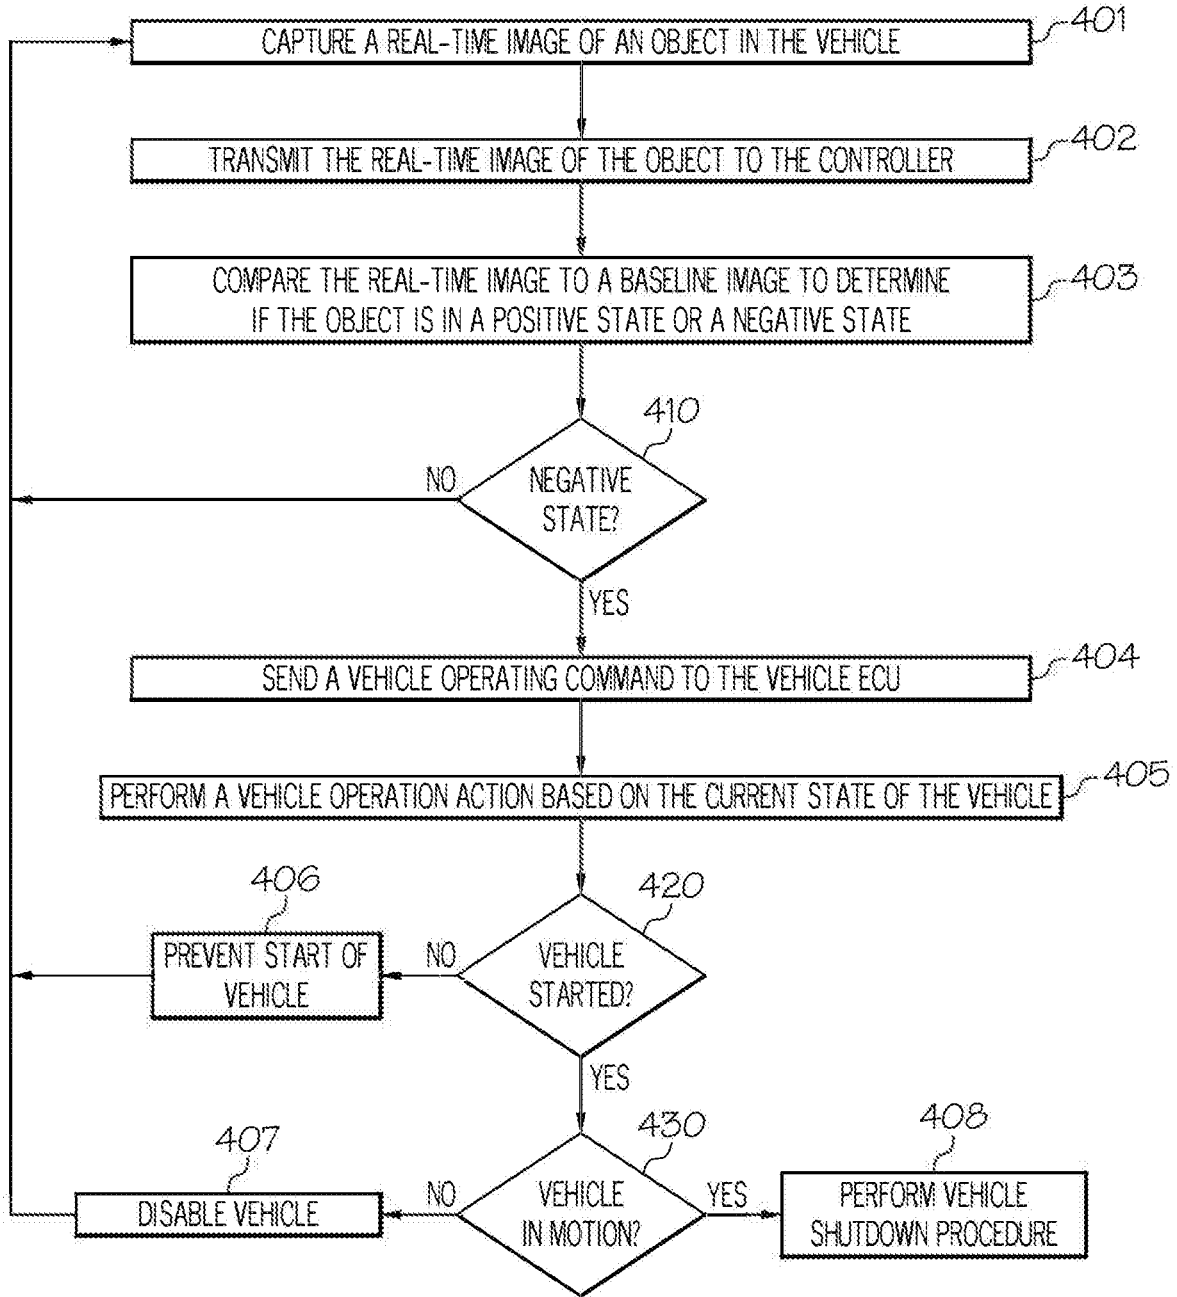 CAPTURE A REAL-TIME IMAGE OF AN OBJECT IN THE VEHICLE
401
TRANSMIT THE REAL-TIME IMAGE OF THE OBJECT TO THE CONTROLLER
402
COMPARE THE REAL-TIME IMAGE TO A BASELINE IMAGE TO DETERMINE
IF THE OBJECT IS IN A POSITIVE STATE OR A NEGATIVE STATE
403
410
NO
NEGATIVE
STATE?
YES
SEND A VEHICLE OPERATING COMMAND TO THE VEHICLE ECU
404
PERFORM A VEHICLE OPERATION ACTION BASED ON THE CURRENT STATE OF THE VEHICLE
405
406
420
PREVENT START OF
VEHICLE
NO
VEHICLE
STARTED?
YES
407
430
408
DISABLE VEHICLE
NO
VEHICLE
IN MOTION?
YES
PERFORM VEHICLE
SHUTDOWN PROCEDURE